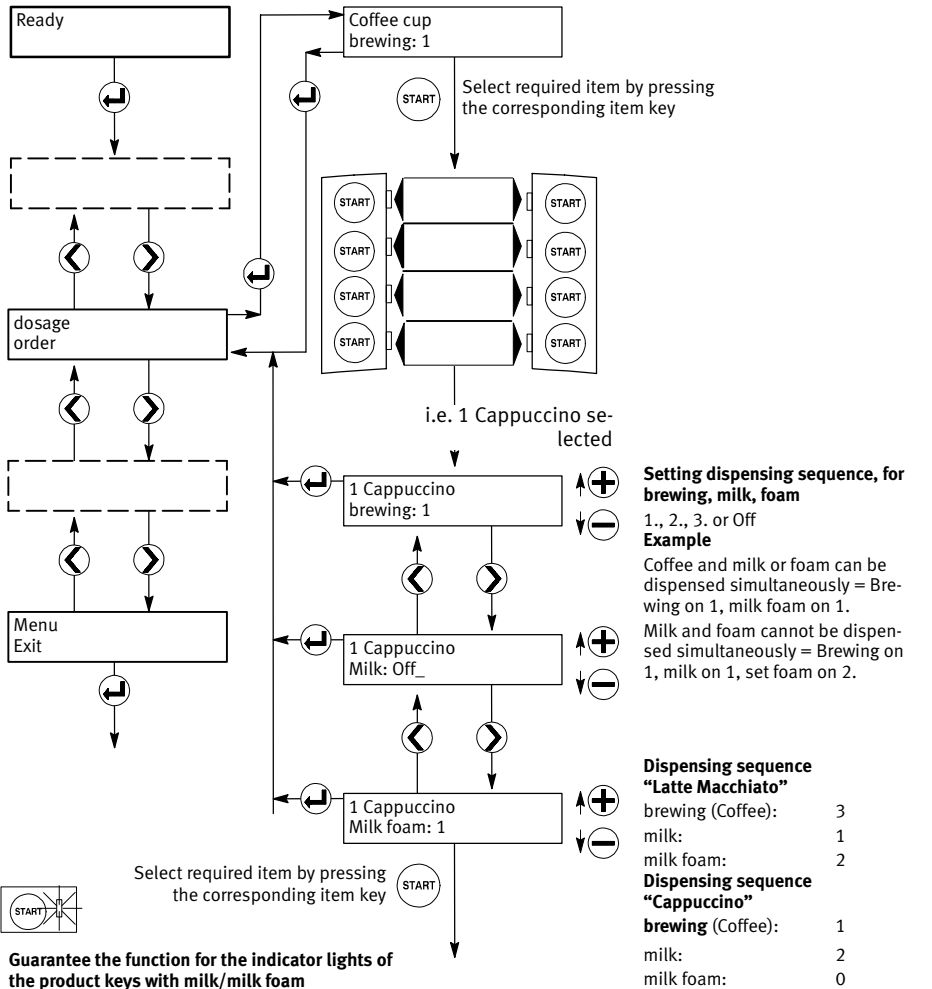 Ready
Coffee cup
brewing: 1
START
Select required item by pressing
the corresponding item key
START
START
START
START
START
START
START
START
dosage
order
i.e. 1 Cappuccino se-
lected
1 Cappuccino
brewing: 1
Setting dispensing sequence, for
brewing, milk, foam
1., 2., 3. or Off
Example
Coffee and milk or foam can be
dispensed simultaneously = Bre-
wing on 1, milk foam on 1.
Milk and foam cannot be dispen-
sed simultaneously = Brewing on
1, milk on 1, set foam on 2.
Menu
Exit
1 Cappuccino
Milk: Off_
1 Cappuccino
Milk foam: 1
Dispensing sequence
“Latte Macchiato”
brewing (Coffee): 3
milk: 1
milk foam: 2
Dispensing sequence
“Cappuccino”
brewing (Coffee): 1
milk: 2
milk foam: 0
Select required item by pressing
the corresponding item key
START
START
Guarantee the function for the indicator lights of
the product keys with milk/milk foam